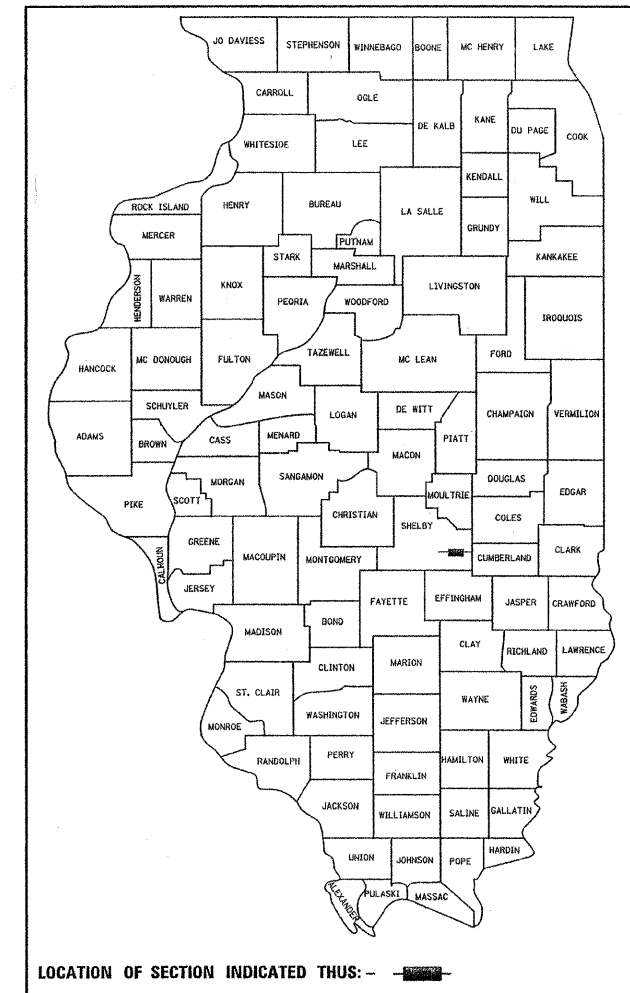 JO DAVIESS
STEPHENSON
WINNEBAGO
BOONE
MC HENRY
LAKE
CARROLL
OGLE
DE KALB
KANE
DU PAGE
COOK
WHITESIDE
LEE
KENDALL
WILL
ROCK ISLAND
HENRY
BUREAU
LA SALLE
GRUNDY
MERCER
PUTNAM
STARK
MARSHALL
KANKAKEE
HENDERSON
WARREN
KNOX
PEORIA
WOODFORD
LIVINGSTON
IROQUOIS
HANCOCK
MC DONOUGH
FULTON
TAZEWELL
MC LEAN
FORD
SCHUYLER
MASON
LOGAN
DE WITT
CHAMPAIGN
VERMILION
ADAMS
BROWN
CASS
MENARD
MACON
PIATT
PIKE
SCOTT
MORGAN
SANGAMON
CHRISTIAN
MOULTRIE
DOUGLAS
EDGAR
SHELBY
COLES
CALHOUN
GREENE
MACOUPIN
MONTGOMERY
CUMBERLAND
CLARK
JERSEY
FAYETTE
EFFINGHAM
JASPER
CRAWFORD
MADISON
BOND
CLAY
RICHLAND
LAWRENCE
CLINTON
MARION
ST. CLAIR
WAYNE
EDWARDS
WABASH
MONROE
WASHINGTON
JEFFERSON
RANDOLPH
PERRY
HAMILTON
WHITE
FRANKLIN
JACKSON
WILLIAMSON
SALINE
GALLATIN
UNION
JOHNSON
POPE
HARDIN
ALEXANDER
PULASKI
MASSAC
LOCATION OF SECTION INDICATED THUS: -